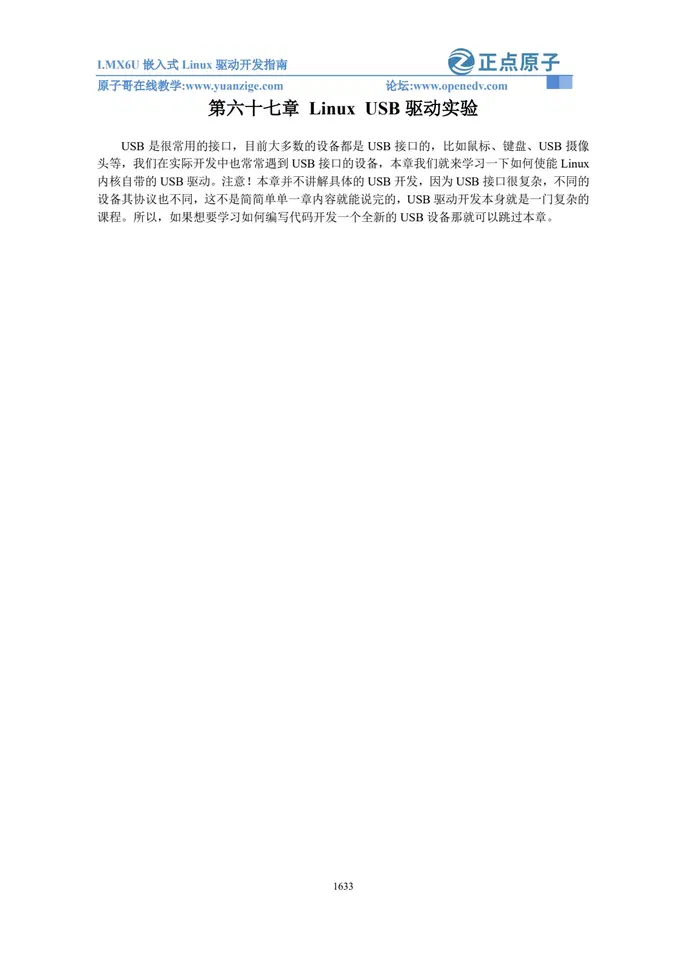 I.MX6U 嵌入式 Linux 驱动开发指南
正点原子
原子哥在线教学:www.yuanzige.com 论坛:www.openedv.com
第六十七章 Linux USB 驱动实验
USB 是很常用的接口，目前大多数的设备都是 USB 接口的，比如鼠标、键盘、USB 摄像
头等，我们在实际开发中也常常遇到 USB 接口的设备，本章我们就来学习一下如何使能 Linux
内核自带的 USB 驱动。注意！本章并不讲解具体的 USB 开发，因为 USB 接口很复杂，不同的
设备其协议也不同，这不是简简单单一章内容就能说完的，USB 驱动开发本身就是一门复杂的
课程。所以，如果想要学习如何编写代码开发一个全新的 USB 设备那就可以跳过本章。
1633